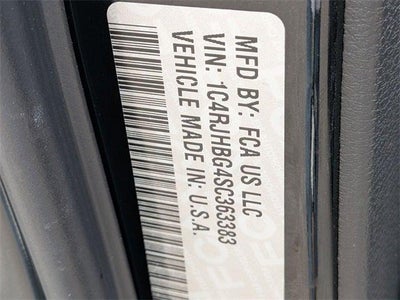 MFD BY: FCA US LLC
VIN: 1C4RJHBG4SC363383
VEHICLE MADE IN: U.S.A.